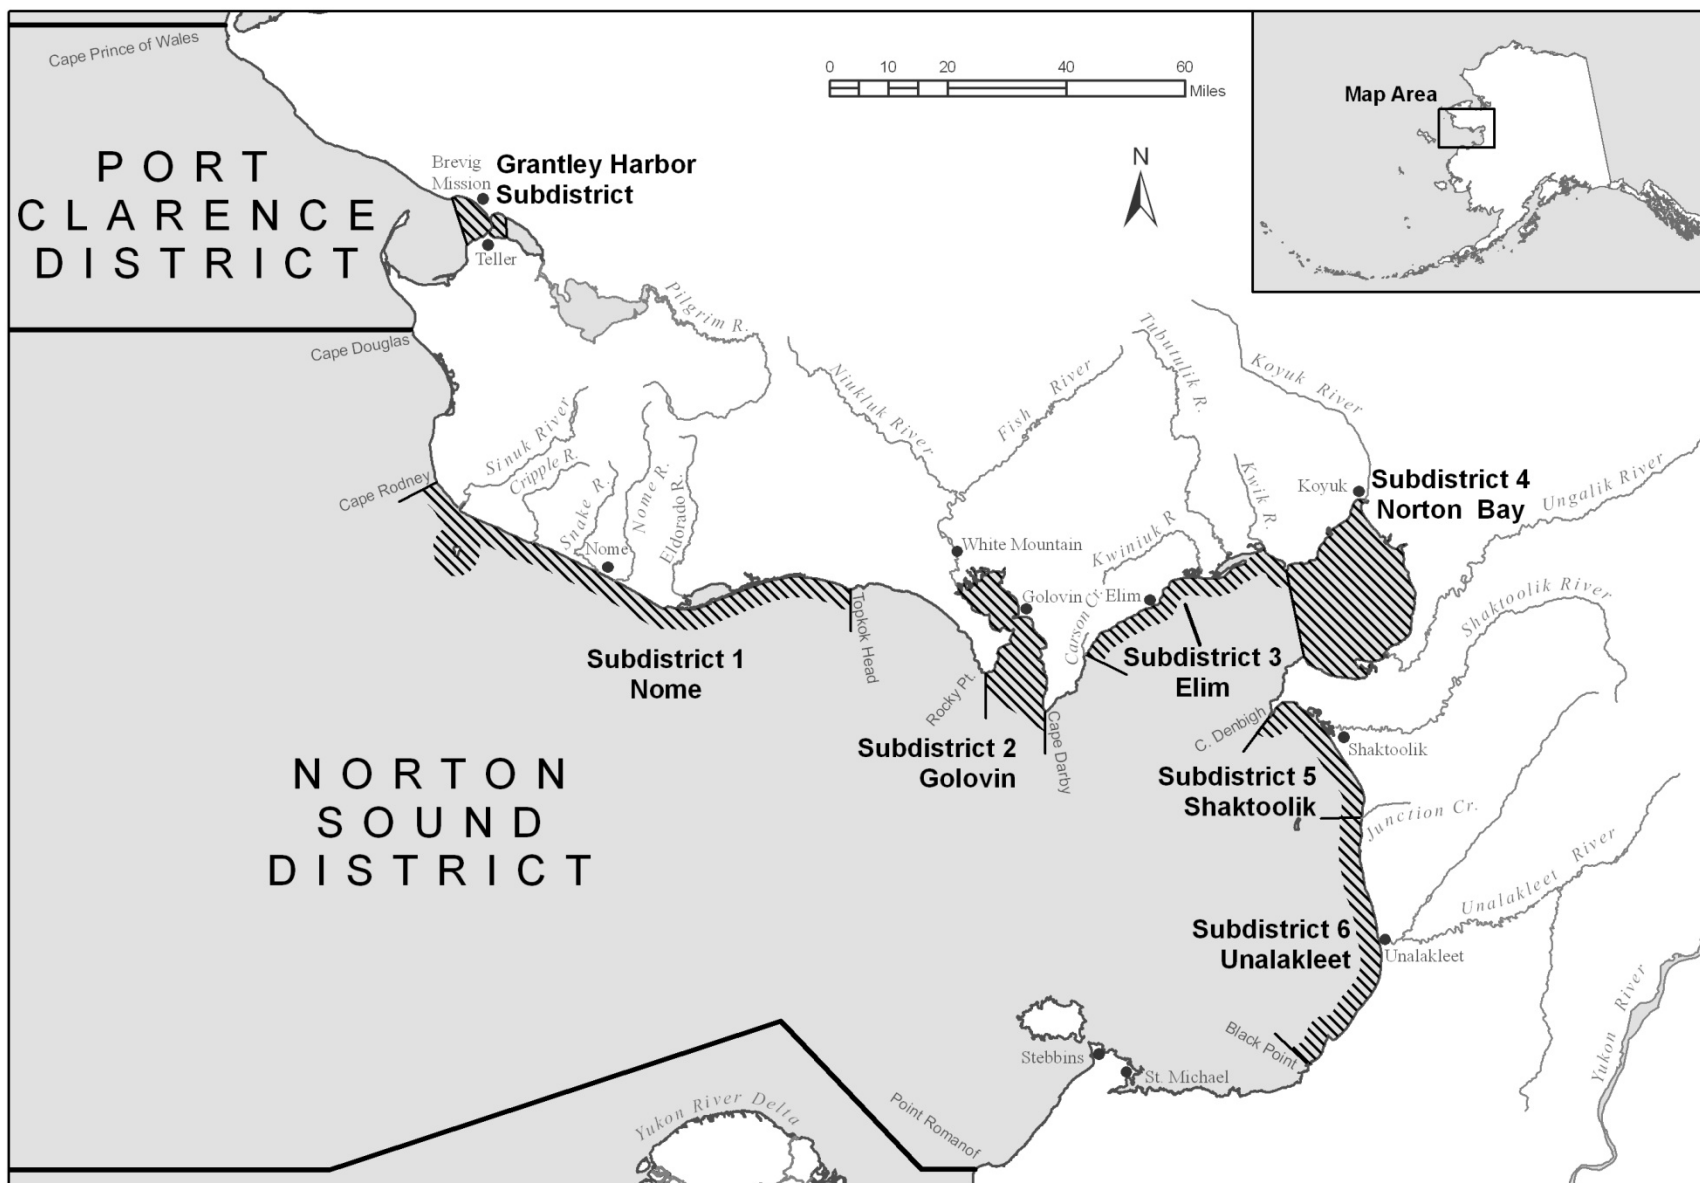 Cape Prince of Wales
0 10 20 40 60
Miles
Map Area
N
PORT
CLARENCE
DISTRICT
Brevig
Mission
Grantley Harbor
Subdistrict
Teller
Pilgrim R.
Cape Douglas
Niukluk River
Fish River
Tubutulik R.
Koyuk River
Sinuk River
Cripple R.
Snake R.
Nome R.
Eldorado R.
Cape Rodney
Nome
Kwik R.
Koyuk
Subdistrict 4
Norton Bay
Ungalik River
White Mountain
Kwiniuk R
Golovin
Elim
Carson Cr.
Shaktoolik River
Topkok Head
Subdistrict 1
Nome
Rocky Pt.
Subdistrict 3
Elim
Cape Darby
C. Denbigh
Shaktoolik
Subdistrict 2
Golovin
Subdistrict 5
Shaktoolik
Junction Cr.
NORTON
SOUND
DISTRICT
Unalakleet River
Subdistrict 6
Unalakleet
Unalakleet
Yukon River
Black Point
Stebbins
St. Michael
Point Romanof
Yukon River Delta